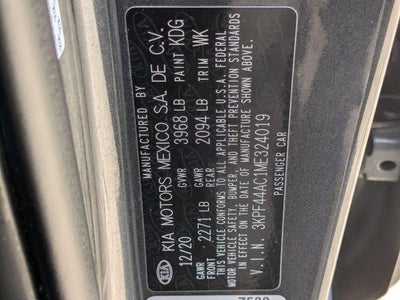 MANUFACTURED BY
KIA KIA MOTORS MEXICO S.A. DE C.V.
12/20 GVWR 3968 LB PAINT KDG
GAWR FRONT 2271 LB GAWR REAR 2094 LB TRIM WK
THIS VEHICLE CONFORMS TO ALL APPLICABLE U.S.A. FEDERAL
MOTOR VEHICLE SAFETY, BUMPER, AND THEFT PREVENTION STANDARDS
IN EFFECT ON THE DATE OF MANUFACTURE SHOWN ABOVE.
V.I.N. 3KPF44AC1ME324019
PASSENGER CAR